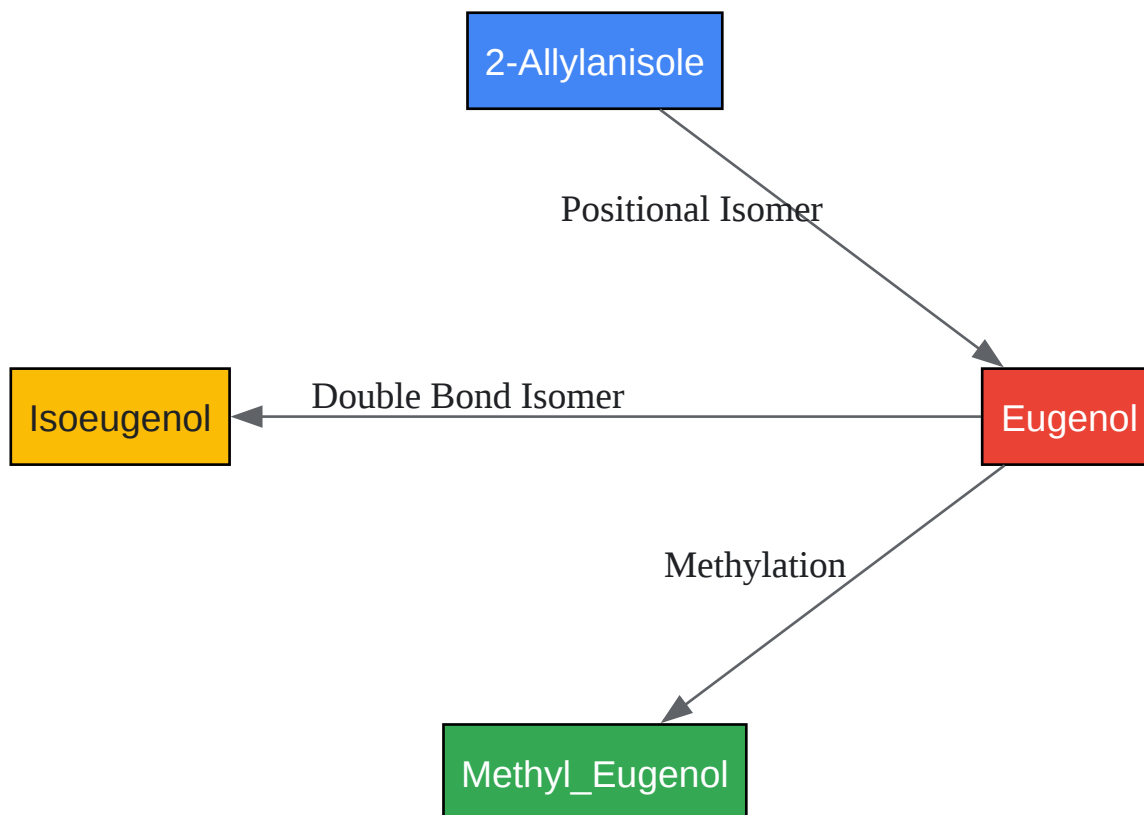 2-Allylanisole
Positional Isomer
Double Bond Isomer
Isoeugenol
Eugenol
Methylation
Methyl_Eugenol